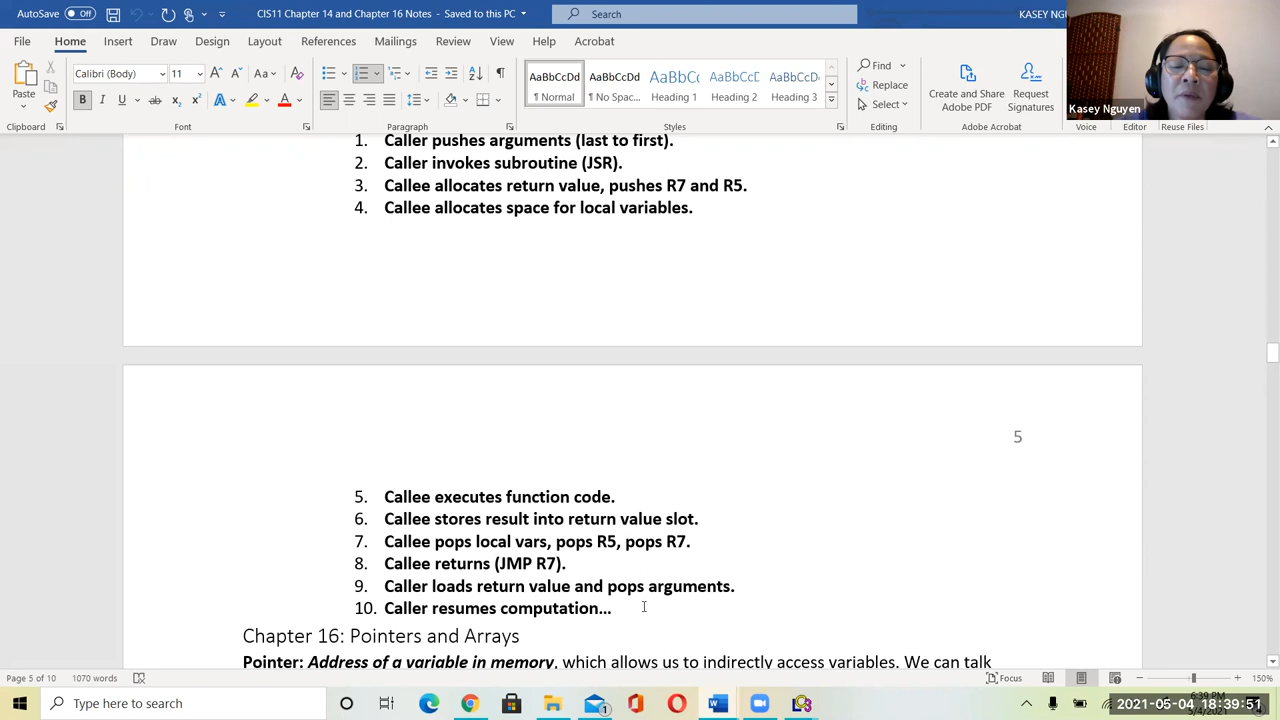 AutoSave Off
CIS11 Chapter 14 and Chapter 16 Notes - Saved to this PC
Search
KASEY NGUYEN
File Home Insert Draw Design Layout References Mailings Review View Help Acrobat
Paste
Calibri (Body) 11
AaBbCcDd AaBbCcDd AaBbCc AaBbCcD AaBbCcD
¶ Normal ¶ No Spac... Heading 1 Heading 2 Heading 3
Find
Replace
Select
Create and Share Adobe PDF
Request Signatures
Kasey Nguyen
Clipboard Font Paragraph Styles Editing Adobe Acrobat Voice Editor Reuse Files
1. Caller pushes arguments (last to first).
2. Caller invokes subroutine (JSR).
3. Callee allocates return value, pushes R7 and R5.
4. Callee allocates space for local variables.
5
5. Callee executes function code.
6. Callee stores result into return value slot.
7. Callee pops local vars, pops R5, pops R7.
8. Callee returns (JMP R7).
9. Caller loads return value and pops arguments.
10. Caller resumes computation…
Chapter 16: Pointers and Arrays
Pointer: Address of a variable in memory, which allows us to indirectly access variables. We can talk
Page 5 of 10 1070 words Focus 150%
Type here to search
6:39 PM
2021-05-04 18:39:51
5/4/2021